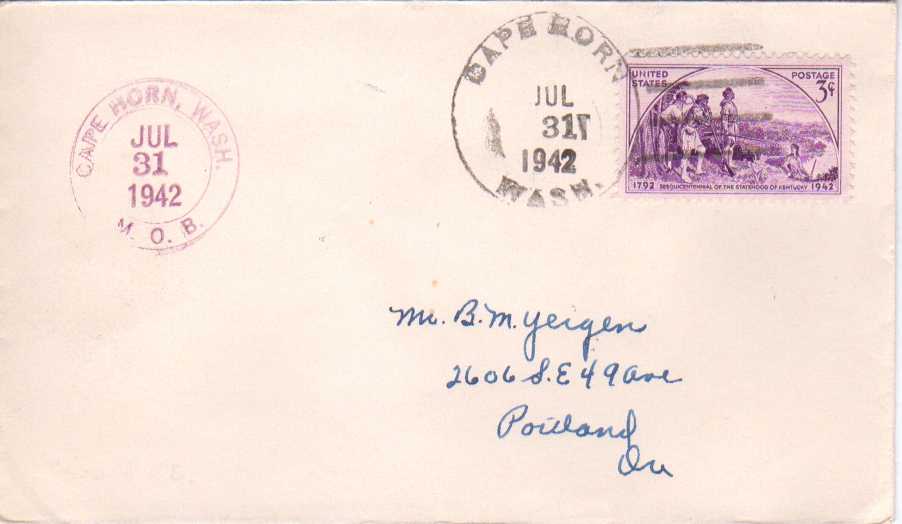 CAPE HORN, WASH.
JUL
31
1942
M. O. B.
CAPE HORN
JUL
31
1942
WASH.
UNITED STATES
POSTAGE
3¢
1792 SESQUICENTENNIAL OF THE STATEHOOD OF KENTUCKY 1942
Mr. B. M. Yergen
2606 S.E 49 Ave
Portland
Ore